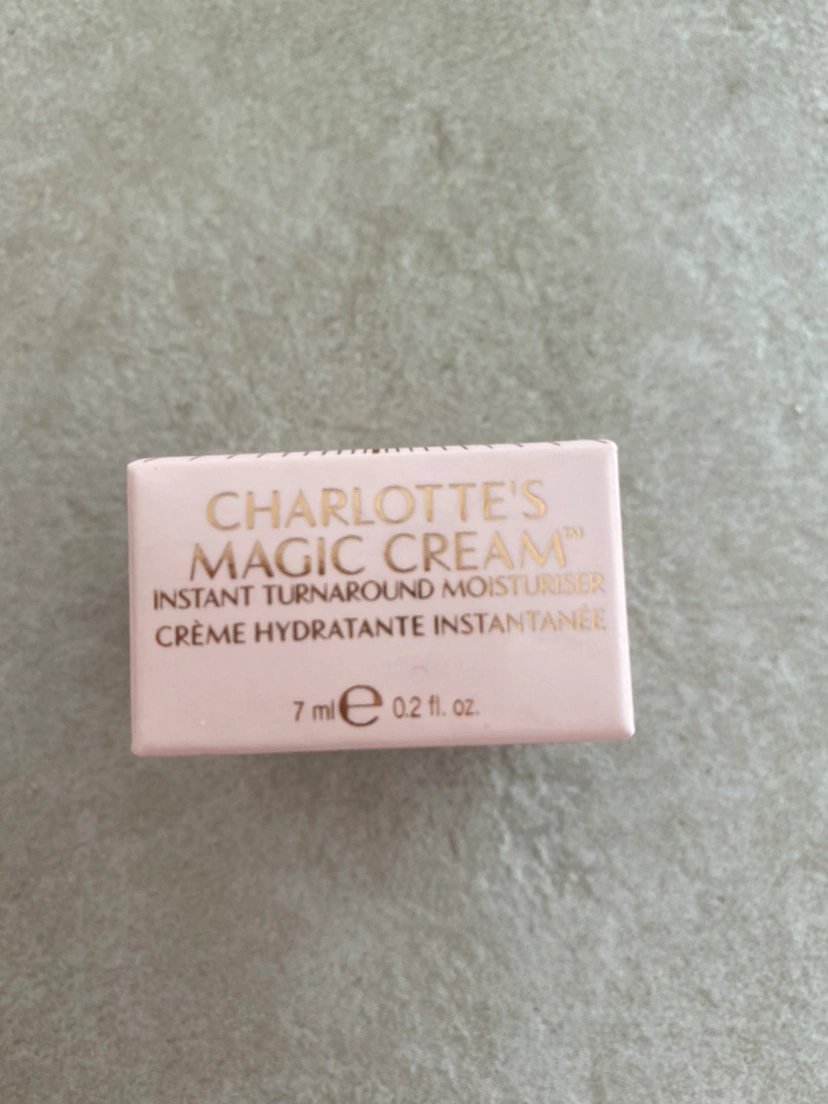 CHARLOTTE'S
MAGIC CREAM™
INSTANT TURNAROUND MOISTURISER
CRÈME HYDRATANTE INSTANTANÉE
7 ml ℮ 0.2 fl. oz.